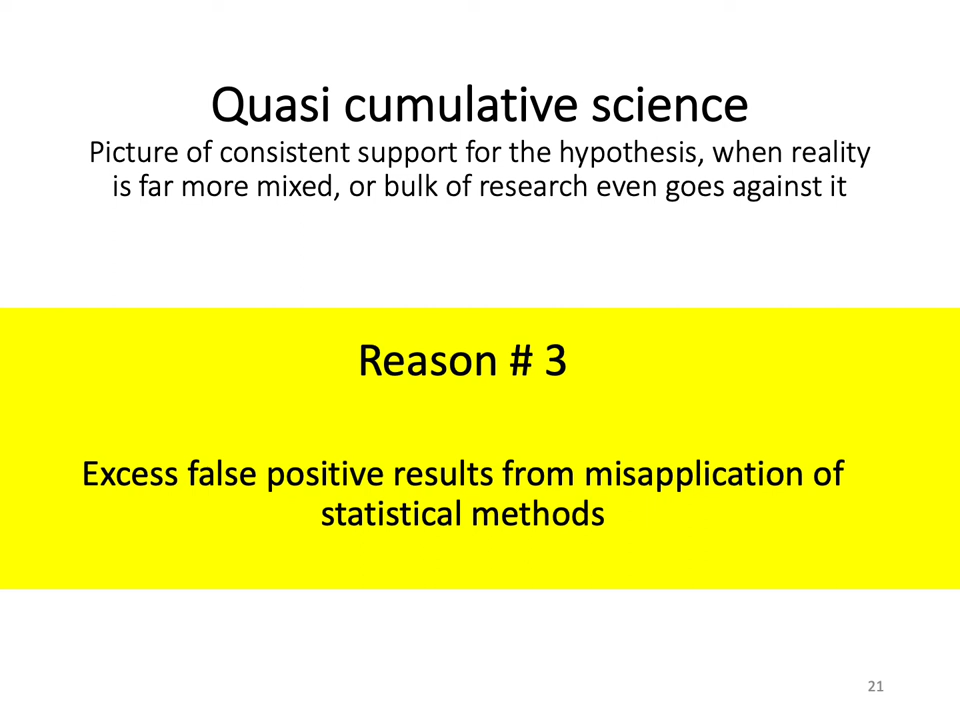 Quasi cumulative science
Picture of consistent support for the hypothesis, when reality
is far more mixed, or bulk of research even goes against it
Reason # 3
Excess false positive results from misapplication of
statistical methods
21